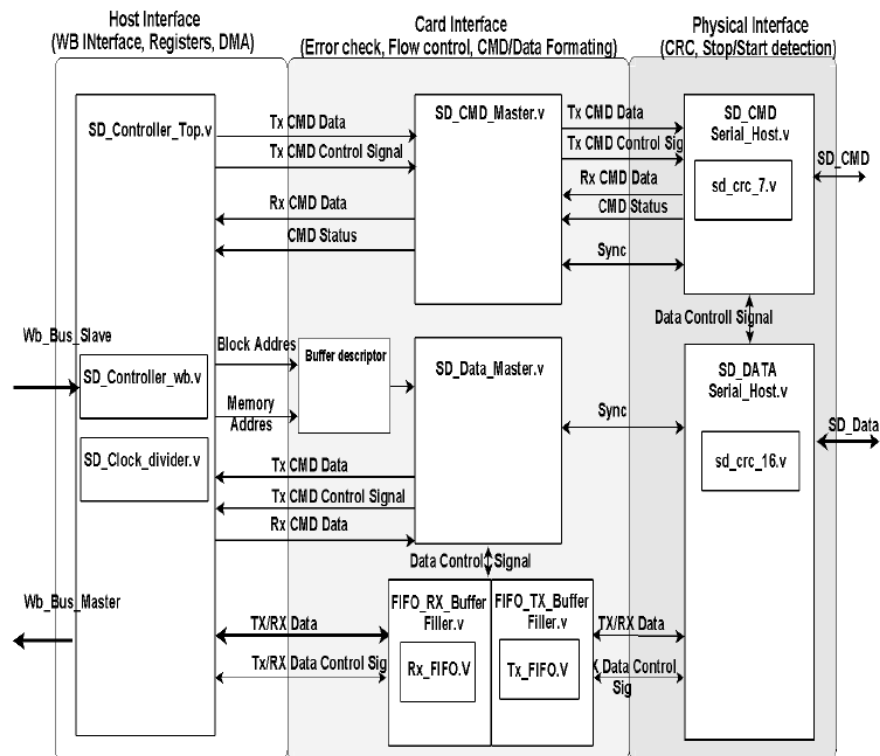 Host Interface
(WB INterface, Registers, DMA)
Card Interface
(Error check, Flow control, CMD/Data Formating)
Physical Interface
(CRC, Stop/Start detection)
SD_Controller_Top.v
Tx CMD Data
Tx CMD Control Signal
Rx CMD Data
CMD Status
SD_CMD_Master.v
Tx CMD Data
Tx CMD Control Sig
Rx CMD Data
CMD Status
Sync
SD_CMD
Serial_Host.v
sd_crc_7.v
SD_CMD
Data Controll Signal
Wb_Bus_Slave
SD_Controller_wb.v
Block Addres
Memory
Addres
Buffer descriptor
SD_Data_Master.v
Sync
SD_DATA
Serial_Host.v
sd_crc_16.v
SD_Data
SD_Clock_divider.v
Tx CMD Data
Tx CMD Control Signal
Rx CMD Data
Data Control Signal
Wb_Bus_Master
TX/RX Data
Tx/RX Data Control Sig
FIFO_RX_Buffer
Filler.v
Rx_FIFO.V
FIFO_TX_Buffer
Filler.v
Tx_FIFO.V
TX/RX Data
X Data Control
Sig